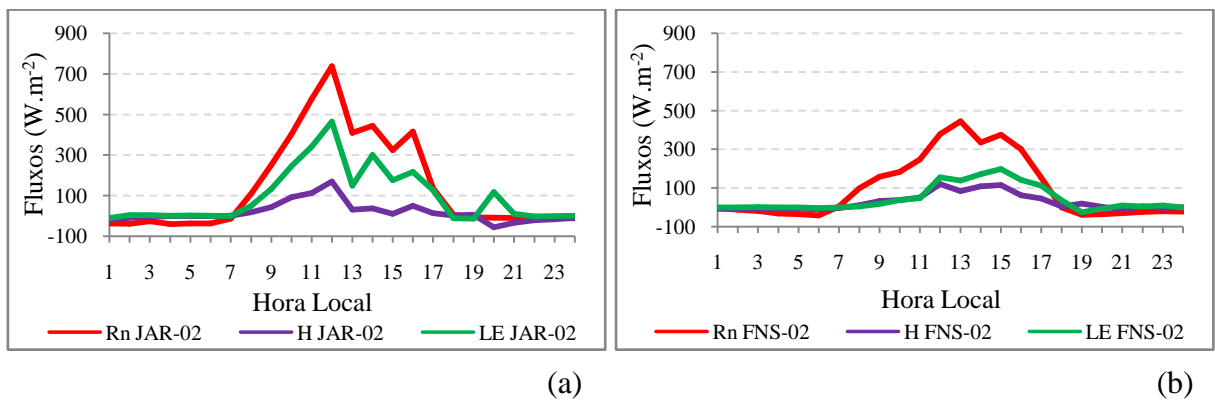 900
700
500
300
100
-100
Fluxos (W.m-2)
1 3 5 7 9 11 13 15 17 19 21 23
Hora Local
Rn JAR-02 H JAR-02 LE JAR-02
(a)
900
700
500
300
100
-100
Fluxos (W.m-2)
1 3 5 7 9 11 13 15 17 19 21 23
Hora Local
Rn FNS-02 H FNS-02 LE FNS-02
(b)